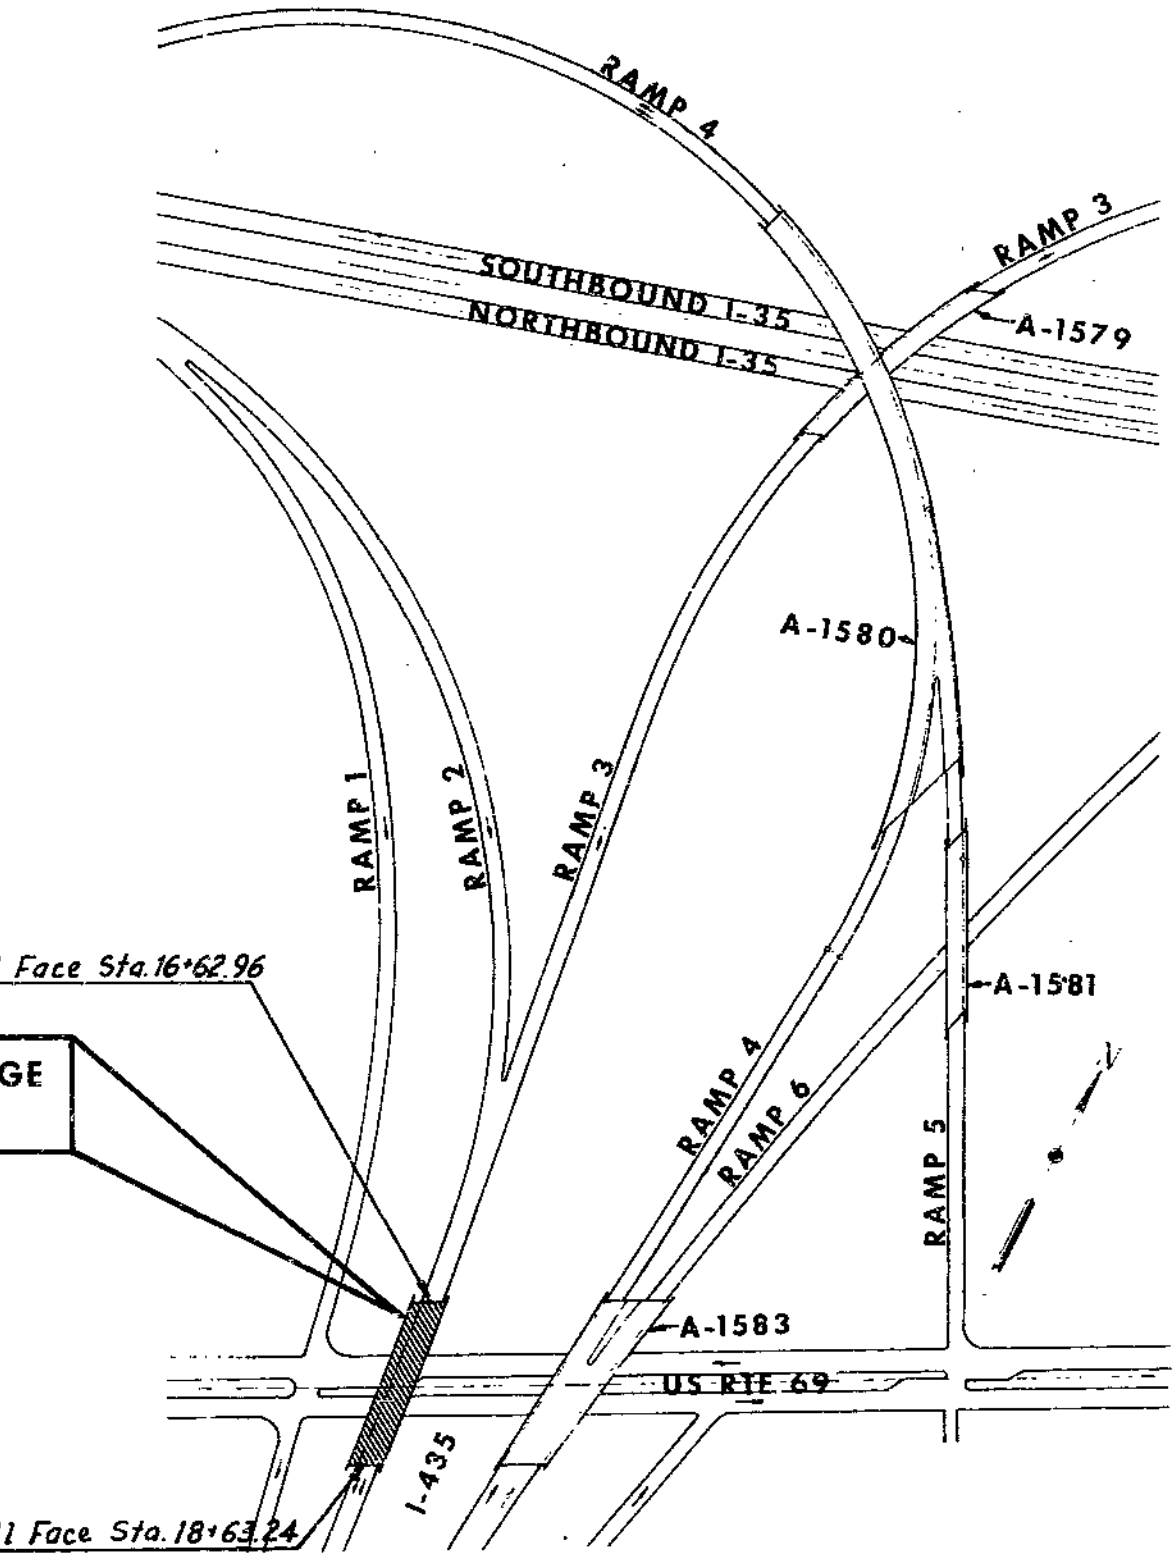 RAMP 4
RAMP 3
SOUTHBOUND I-35
NORTHBOUND I-35
A-1579
A-1580
RAMP 1
RAMP 2
RAMP 3
Face Sta. 16+62.96
A-1581
GE
RAMP 4
RAMP 6
RAMP 5
A-1583
US RTE 69
I-435
Face Sta. 18+63.24